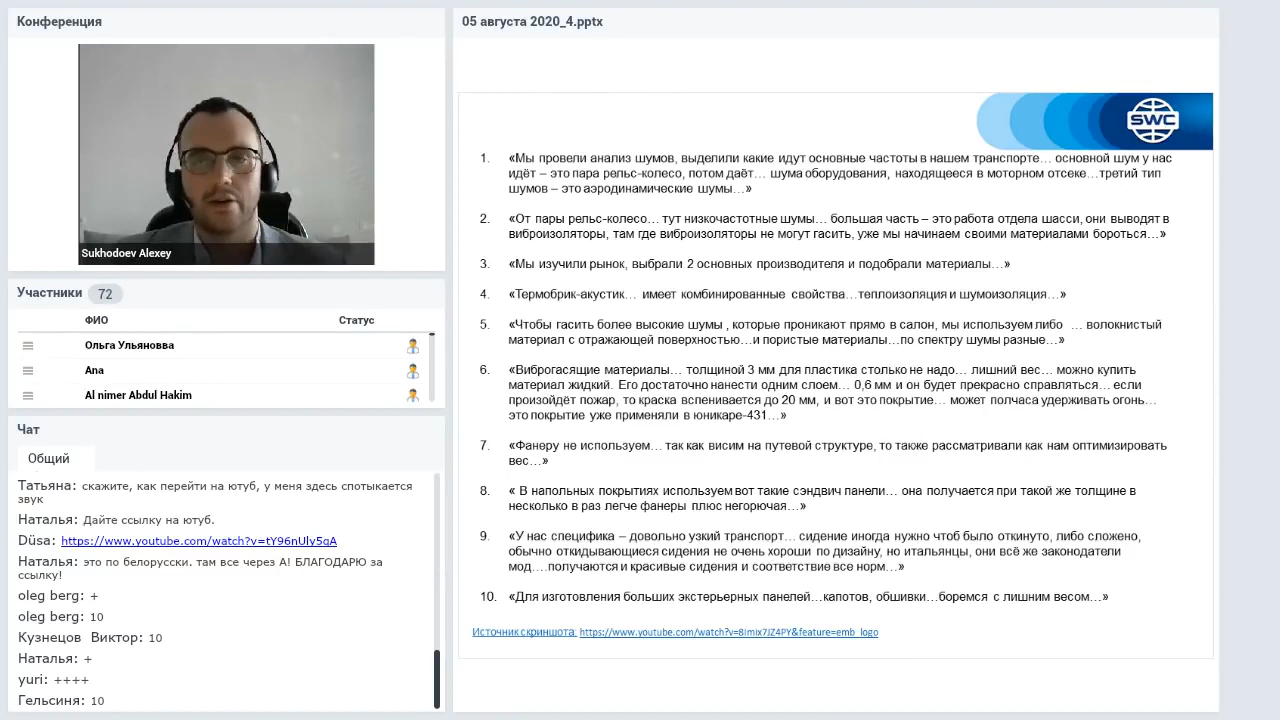 Конференция
Sukhodoev Alexey
Участники 72
ФИО Статус
Ольга Ульяновва
Ana
Al nimer Abdul Hakim
Чат
Общий
Татьяна: скажите, как перейти на ютуб, у меня здесь спотыкается
звук
Наталья: Дайте ссылку на ютуб.
Düsa: https://www.youtube.com/watch?v=tY96nUly5qA
Наталья: это по белорусски. там все через А! БЛАГОДАРЮ за
ссылку!
oleg berg: +
oleg berg: 10
Кузнецов Виктор: 10
Наталья: +
yuri: ++++
Гельсиня: 10
05 августа 2020_4.pptx
SWC
1. «Мы провели анализ шумов, выделили какие идут основные частоты в нашем транспорте… основной шум у нас
идёт – это пара рельс-колесо, потом даёт… шума оборудования, находящееся в моторном отсеке…третий тип
шумов – это аэродинамические шумы…»
2. «От пары рельс-колесо… тут низкочастотные шумы… большая часть – это работа отдела шасси, они выводят в
виброизоляторы, там где виброизоляторы не могут гасить, уже мы начинаем своими материалами бороться…»
3. «Мы изучили рынок, выбрали 2 основных производителя и подобрали материалы…»
4. «Термобрик-акустик… имеет комбинированные свойства…теплоизоляция и шумоизоляция…»
5. «Чтобы гасить более высокие шумы , которые проникают прямо в салон, мы используем либо … волокнистый
материал с отражающей поверхностью…и пористые материалы…по спектру шумы разные…»
6. «Виброгасящие материалы… толщиной 3 мм для пластика столько не надо… лишний вес… можно купить
материал жидкий. Его достаточно нанести одним слоем… 0,6 мм и он будет прекрасно справляться… если
произойдёт пожар, то краска вспенивается до 20 мм, и вот это покрытие… может полчаса удерживать огонь…
это покрытие уже применяли в юникаре-431…»
7. «Фанеру не используем… так как висим на путевой структуре, то также рассматривали как нам оптимизировать
вес…»
8. « В напольных покрытиях используем вот такие сэндвич панели… она получается при такой же толщине в
несколько в раз легче фанеры плюс негорючая…»
9. «У нас специфика – довольно узкий транспорт… сидение иногда нужно чтоб было откинуто, либо сложено,
обычно откидывающиеся сидения не очень хороши по дизайну, но итальянцы, они всё же законодатели
мод….получаются и красивые сидения и соответствие все норм…»
10. «Для изготовления больших экстерьерных панелей…капотов, обшивки…боремся с лишним весом…»
Источник скриншота: https://www.youtube.com/watch?v=8Imix7JZ4PY&feature=emb_logo